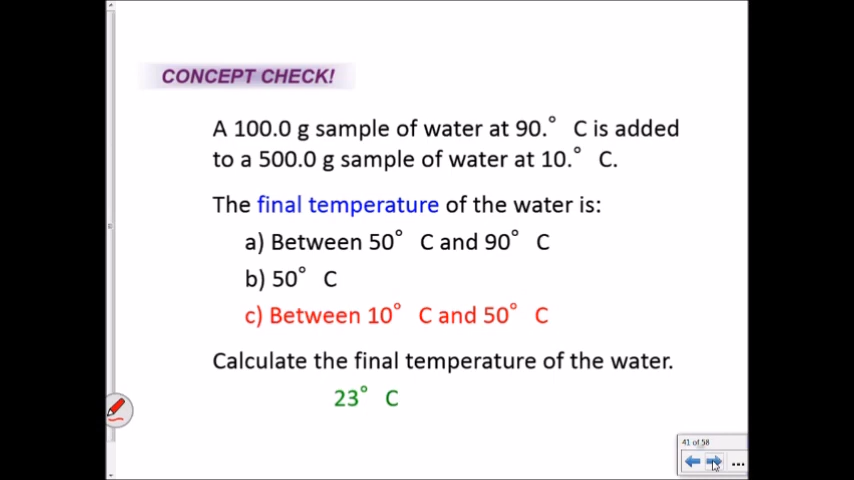 CONCEPT CHECK!
A 100.0 g sample of water at 90.° C is added
to a 500.0 g sample of water at 10.° C.
The final temperature of the water is:
a) Between 50° C and 90° C
b) 50° C
c) Between 10° C and 50° C
Calculate the final temperature of the water.
23° C
41 of 58
...